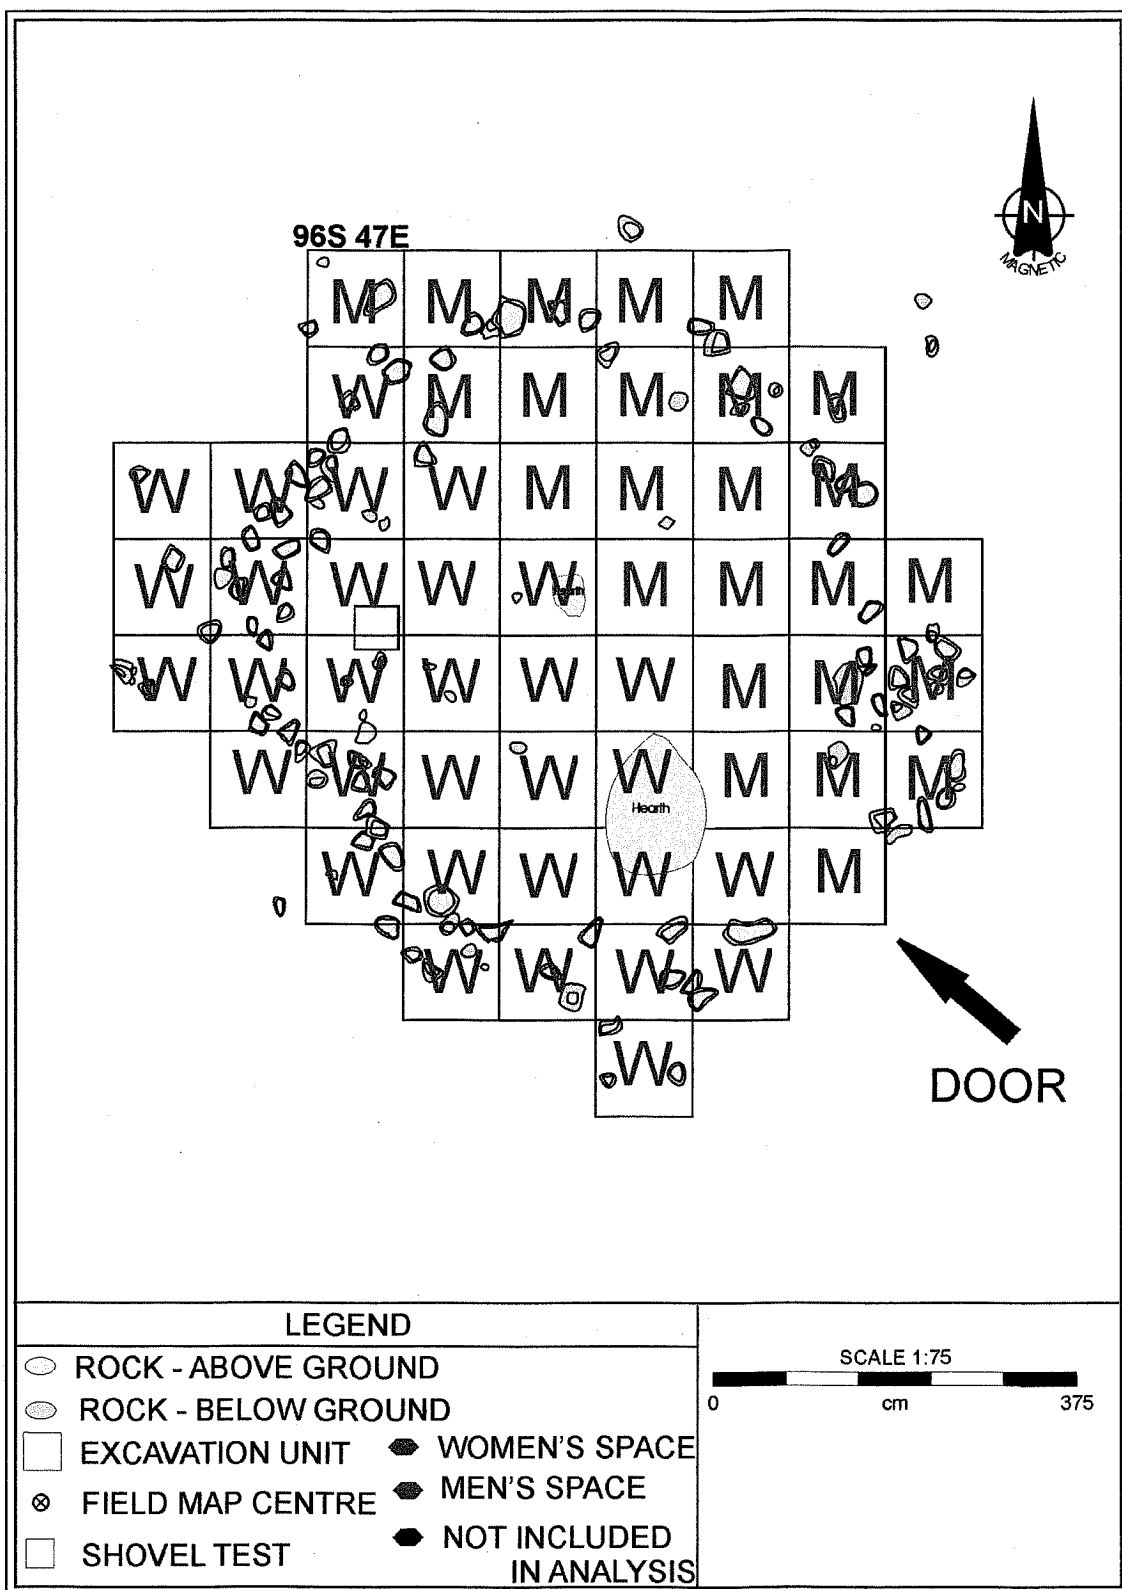 N
MAGNETIC
96S 47E
M M M M M
W M M M M M
W W W W M M M M
W W W W W M M M M
Hearth
W W W W W W M M M
W W W W W M M M
Hearth
W W W W W M
W W W W
W
DOOR
LEGEND
ROCK - ABOVE GROUND
ROCK - BELOW GROUND
EXCAVATION UNIT
FIELD MAP CENTRE
SHOVEL TEST
WOMEN'S SPACE
MEN'S SPACE
NOT INCLUDED
IN ANALYSIS
SCALE 1:75
0 cm 375